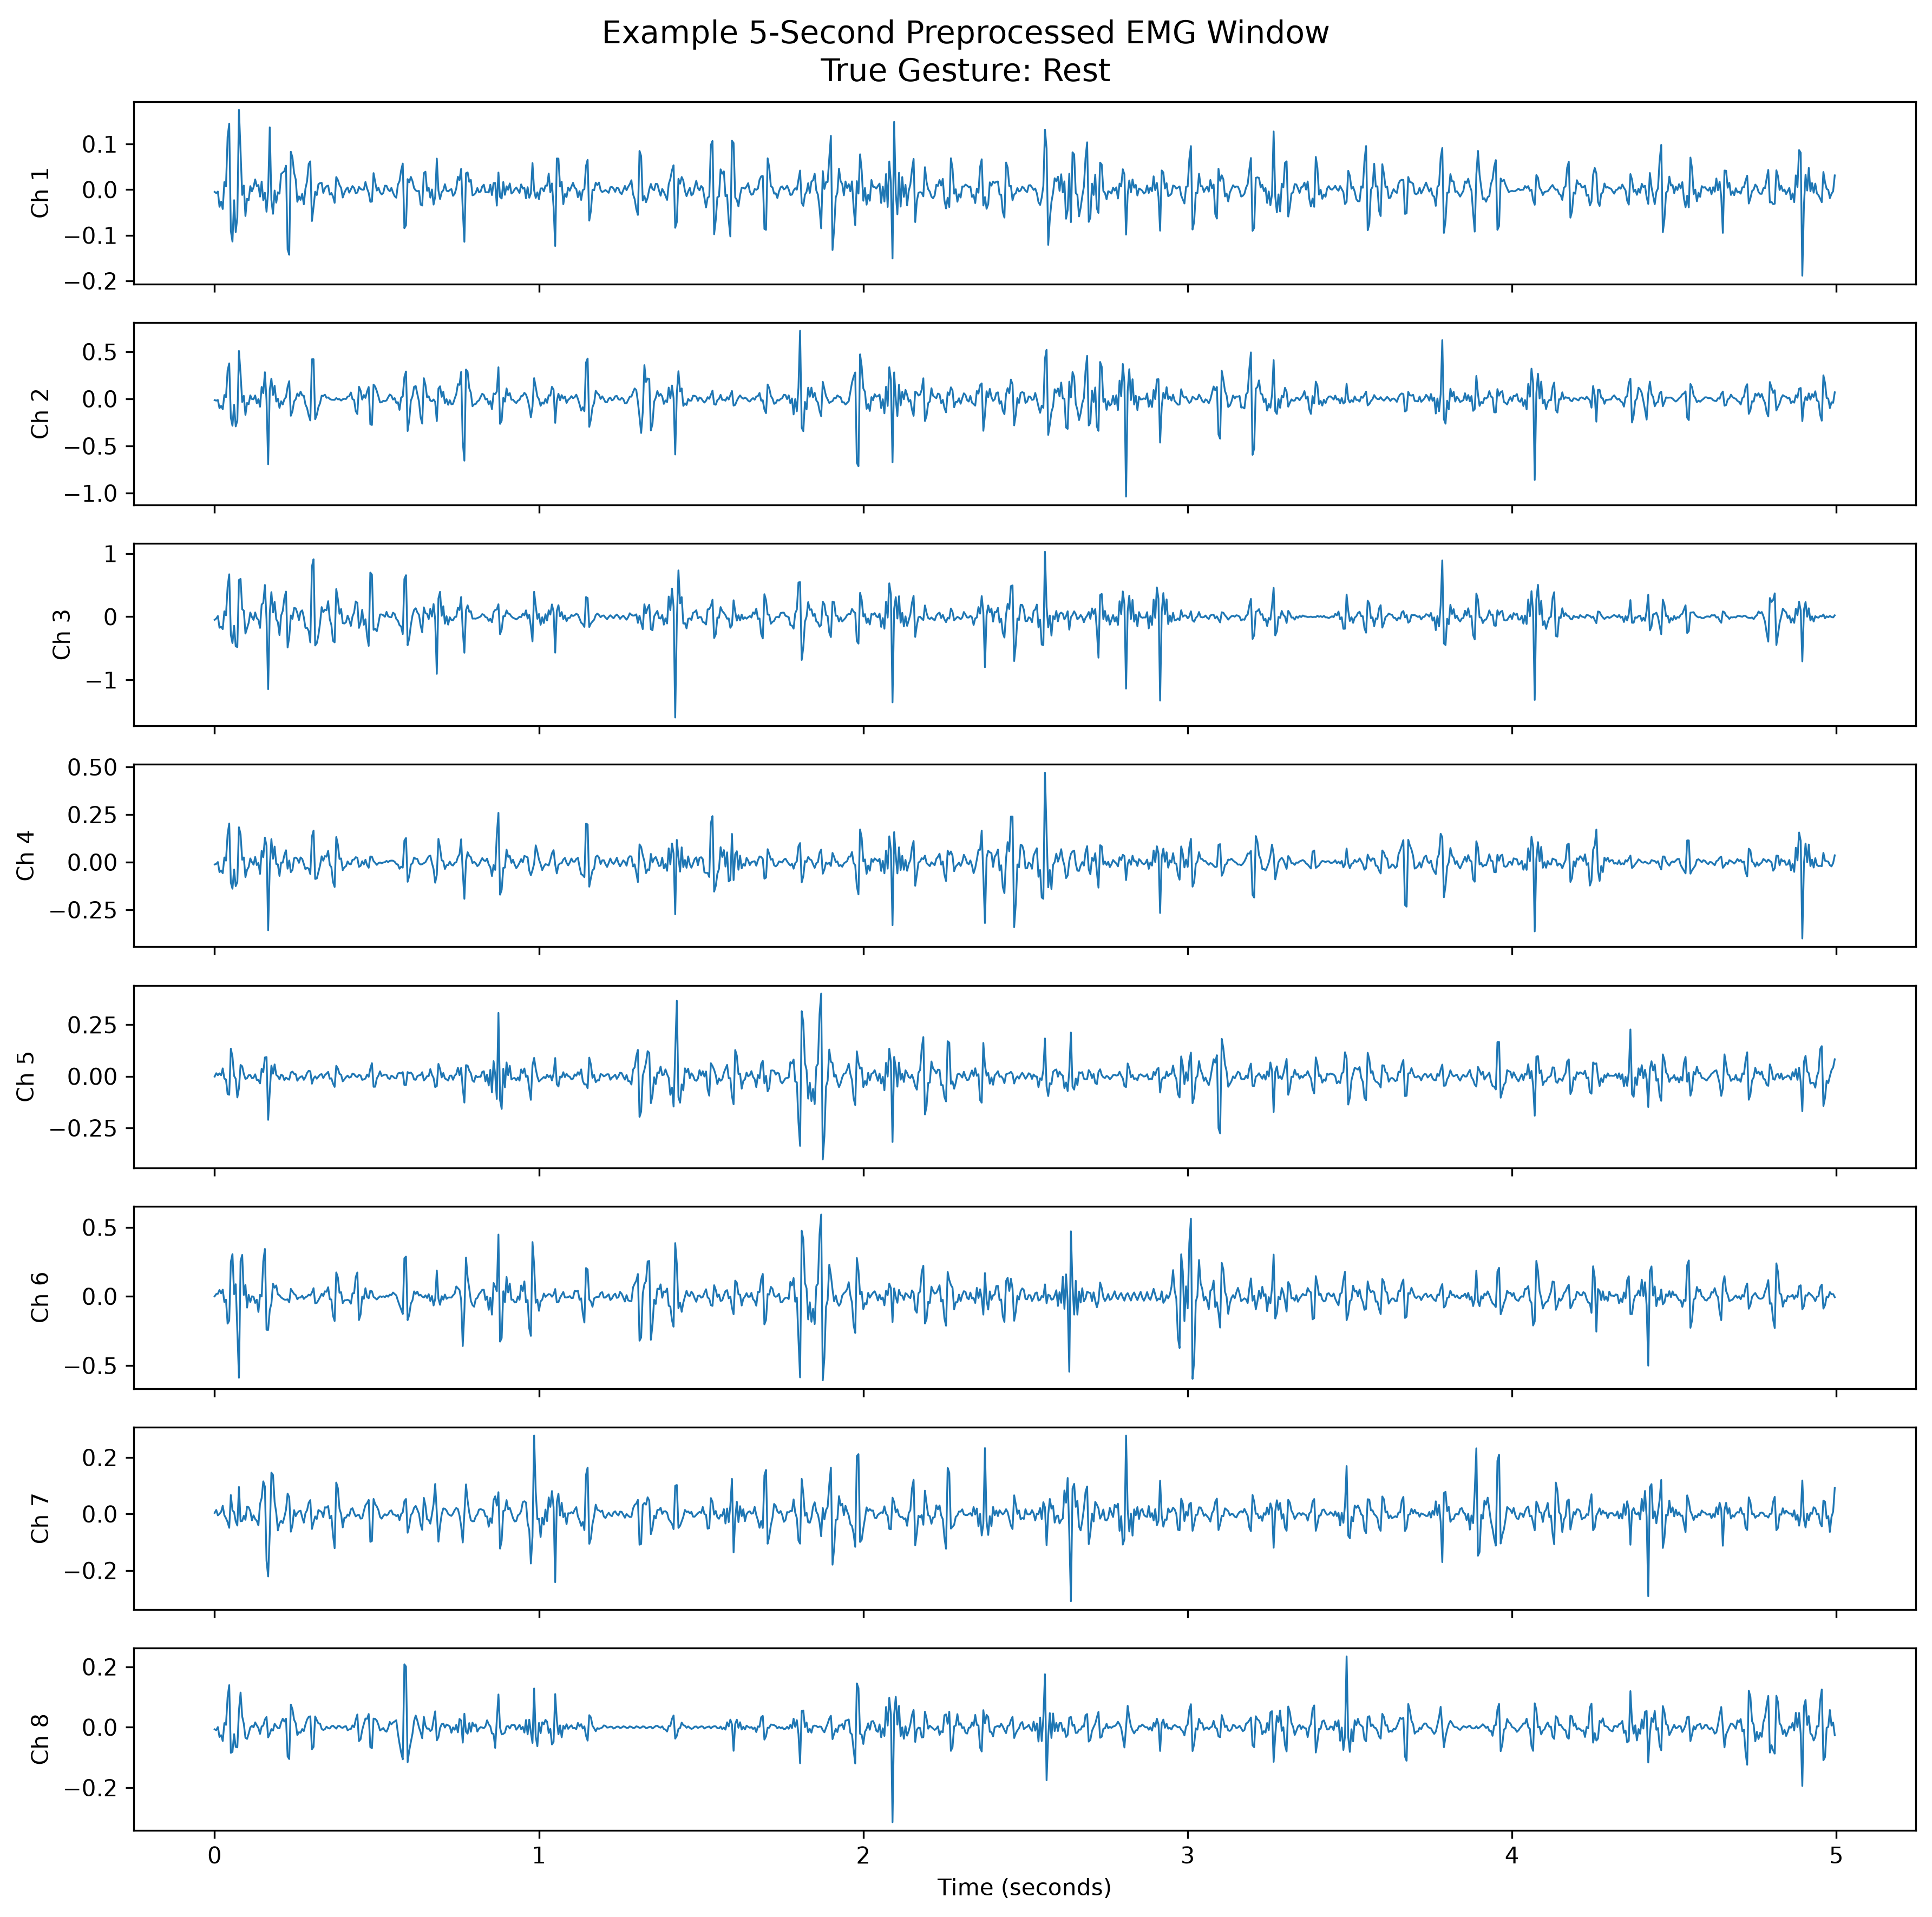 Example 5-Second Preprocessed EMG Window
True Gesture: Rest
0.1
0.0
−0.1
−0.2
Ch 1
0.5
0.0
−0.5
−1.0
Ch 2
1
0
−1
Ch 3
0.50
0.25
0.00
−0.25
Ch 4
0.25
0.00
−0.25
Ch 5
0.5
0.0
−0.5
Ch 6
0.2
0.0
−0.2
Ch 7
0.2
0.0
−0.2
Ch 8
0 1 2 3 4 5
Time (seconds)